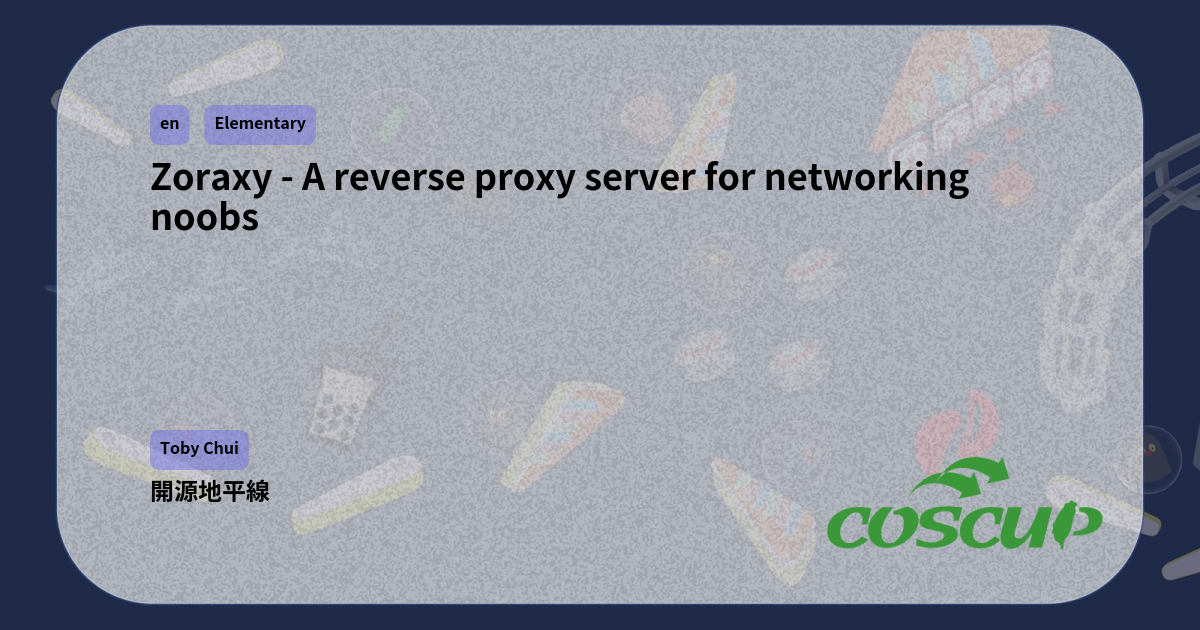 en Elementary
Zoraxy - A reverse proxy server for networking
noobs
Toby Chui
開源地平線
COSCUP